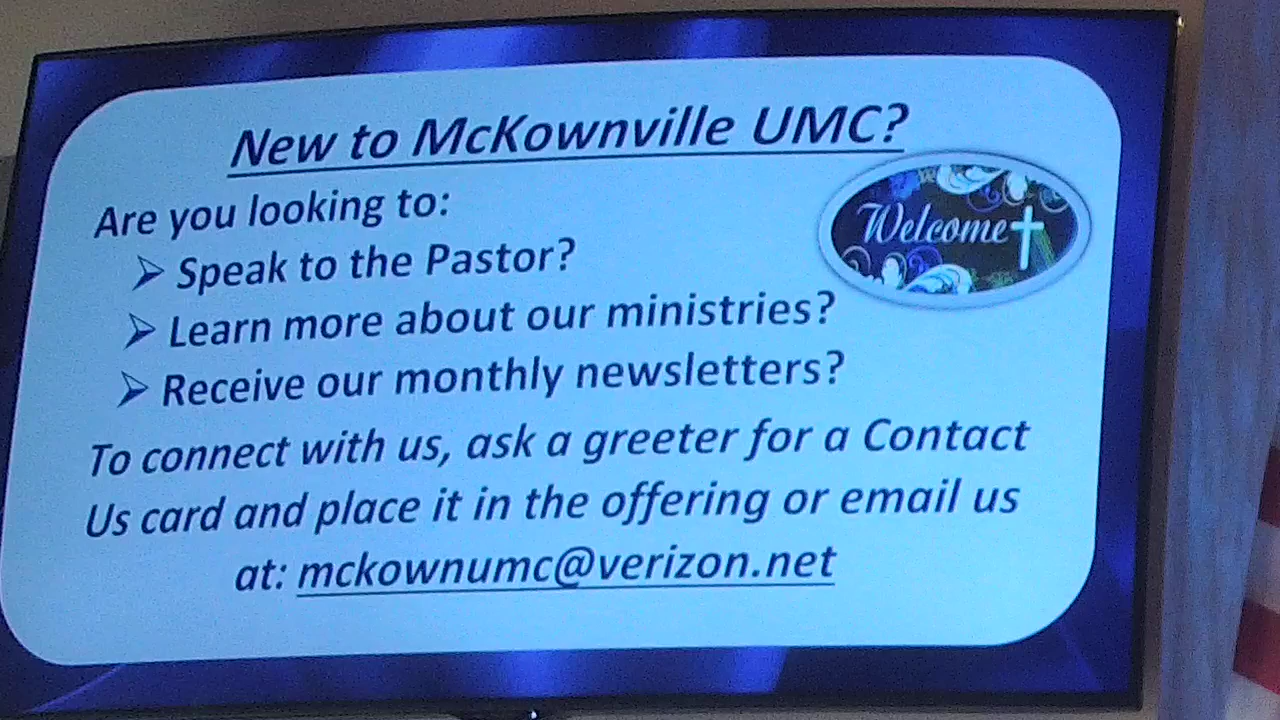 New to McKownville UMC?
Are you looking to:
Welcome
➢ Speak to the Pastor?
➢ Learn more about our ministries?
➢ Receive our monthly newsletters?
To connect with us, ask a greeter for a Contact
Us card and place it in the offering or email us
at: mckownumc@verizon.net